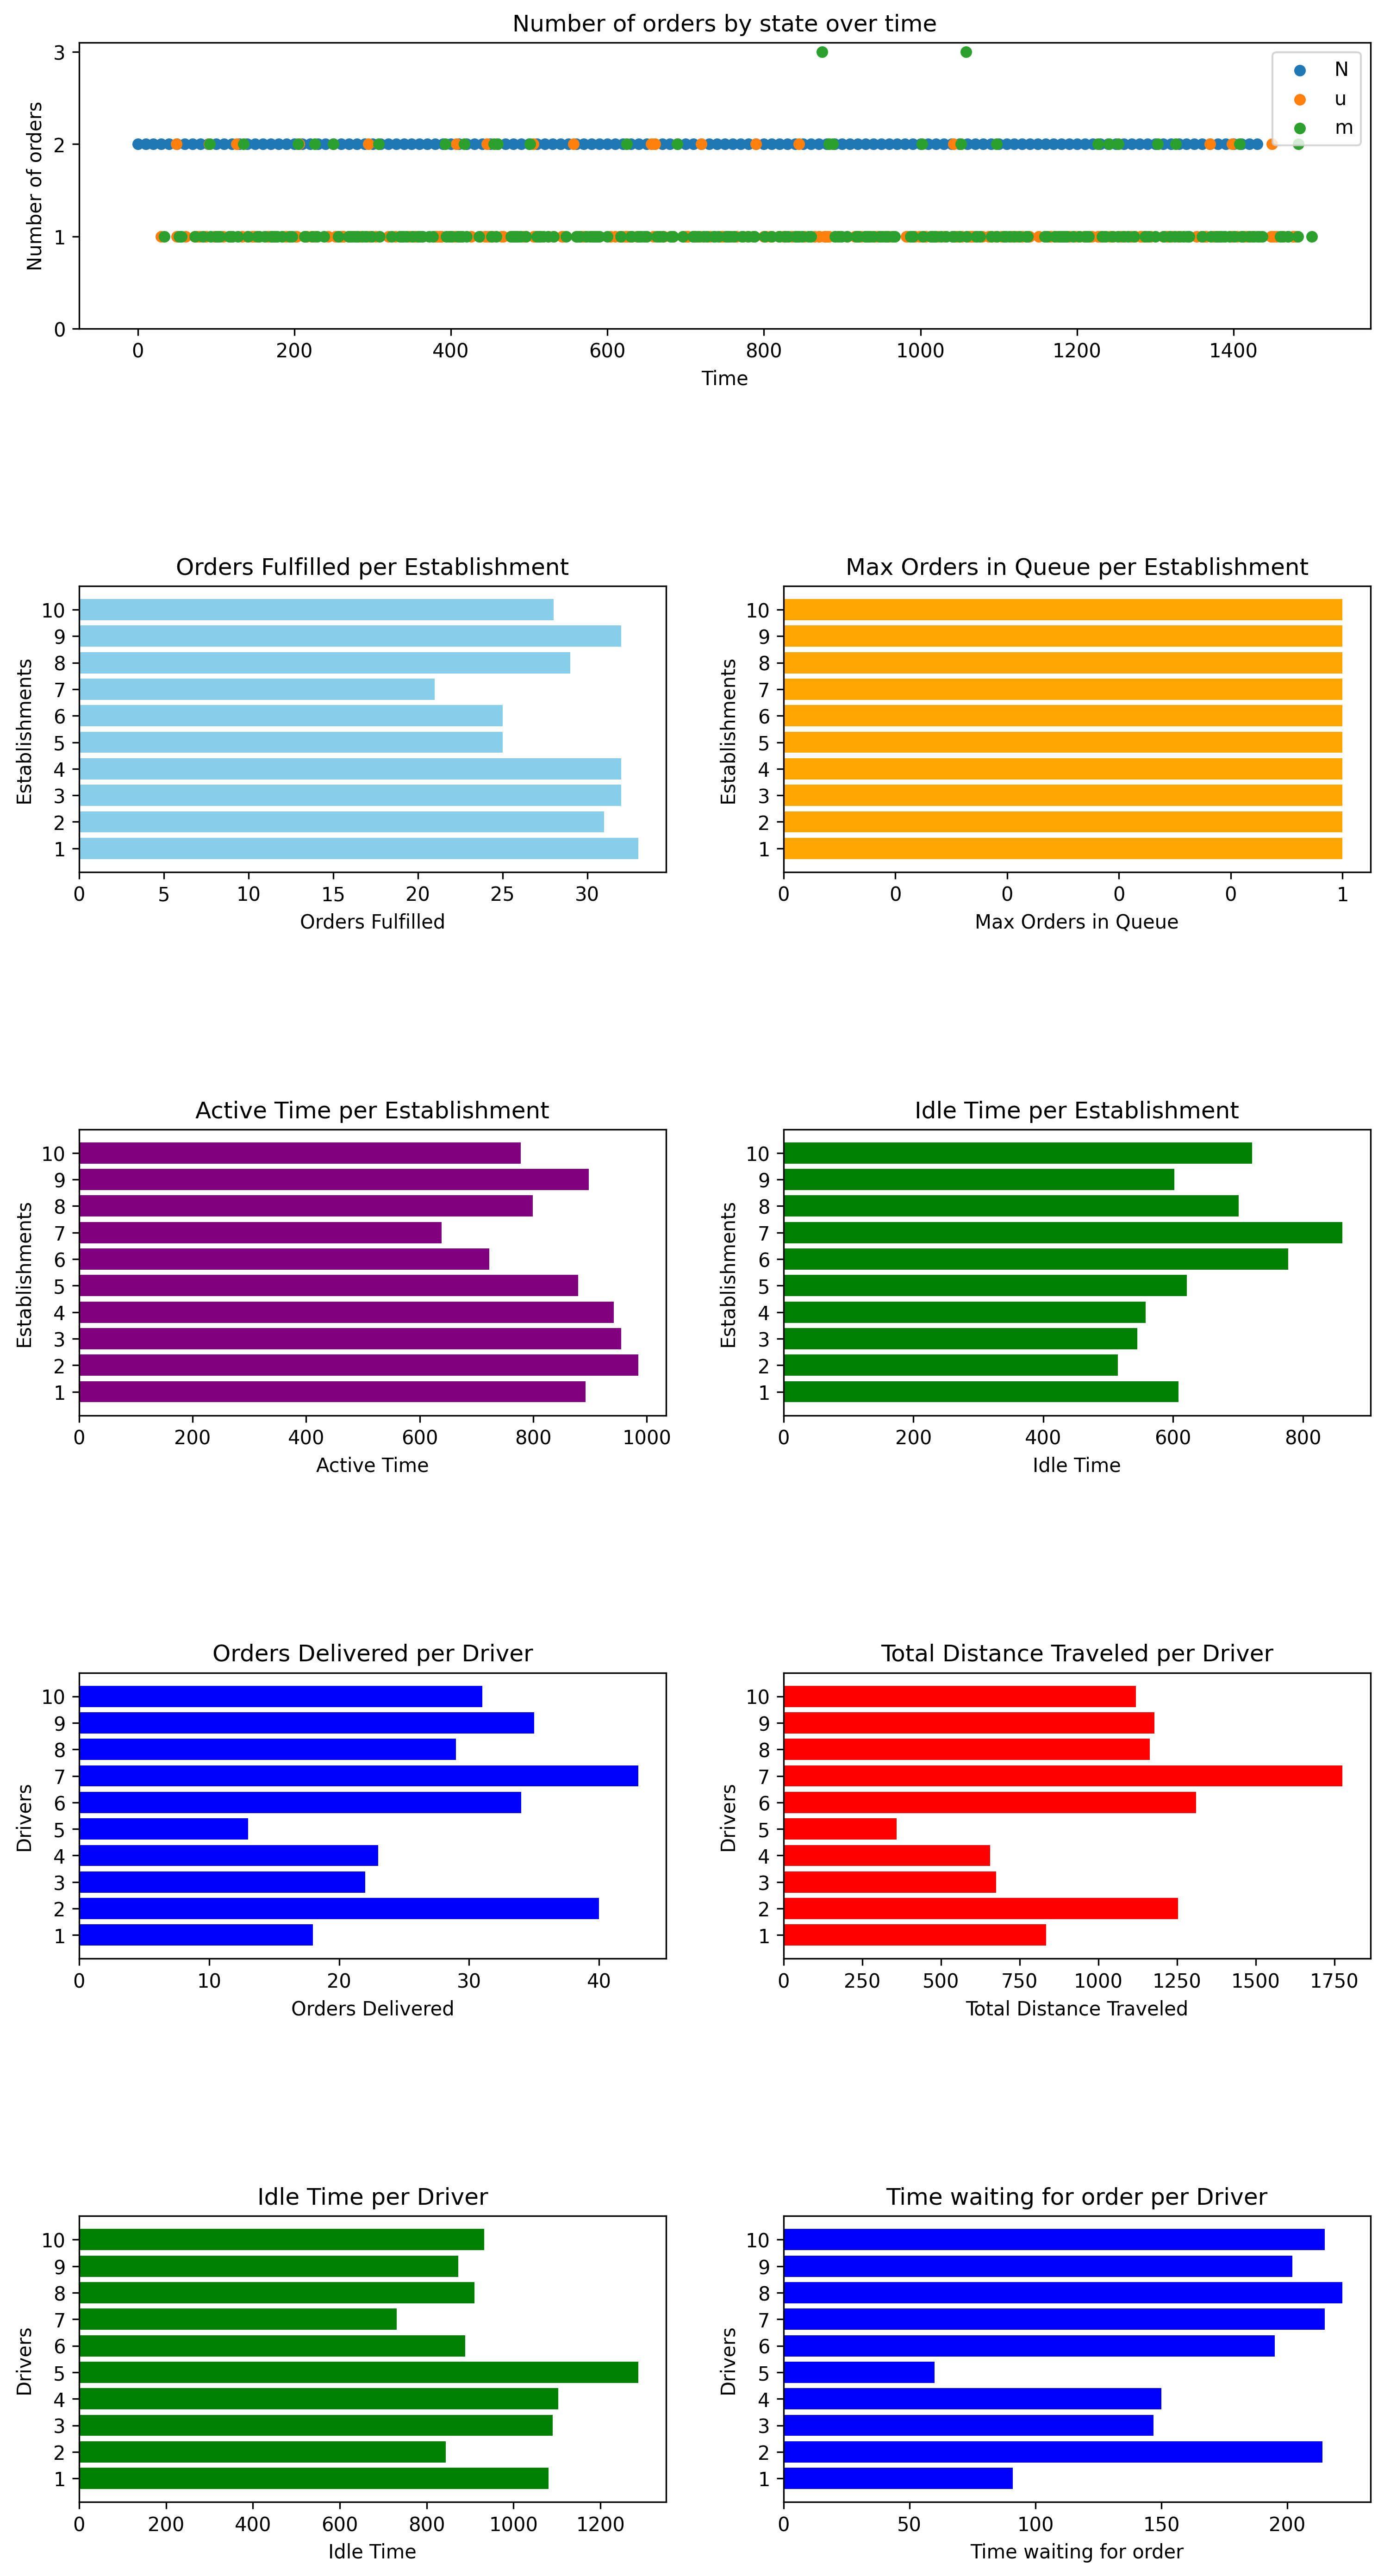 Number of orders by state over time
Number of orders
3
2
1
0
N
u
m
0 200 400 600 800 1000 1200 1400
Time
Orders Fulfilled per Establishment
Establishments
10
9
8
7
6
5
4
3
2
1
0 5 10 15 20 25 30
Orders Fulfilled
Max Orders in Queue per Establishment
Establishments
10
9
8
7
6
5
4
3
2
1
0 0 0 0 0 1
Max Orders in Queue
Active Time per Establishment
Establishments
10
9
8
7
6
5
4
3
2
1
0 200 400 600 800 1000
Active Time
Idle Time per Establishment
Establishments
10
9
8
7
6
5
4
3
2
1
0 200 400 600 800
Idle Time
Orders Delivered per Driver
Drivers
10
9
8
7
6
5
4
3
2
1
0 10 20 30 40
Orders Delivered
Total Distance Traveled per Driver
Drivers
10
9
8
7
6
5
4
3
2
1
0 250 500 750 1000 1250 1500 1750
Total Distance Traveled
Idle Time per Driver
Drivers
10
9
8
7
6
5
4
3
2
1
0 200 400 600 800 1000 1200
Idle Time
Time waiting for order per Driver
Drivers
10
9
8
7
6
5
4
3
2
1
0 50 100 150 200
Time waiting for order